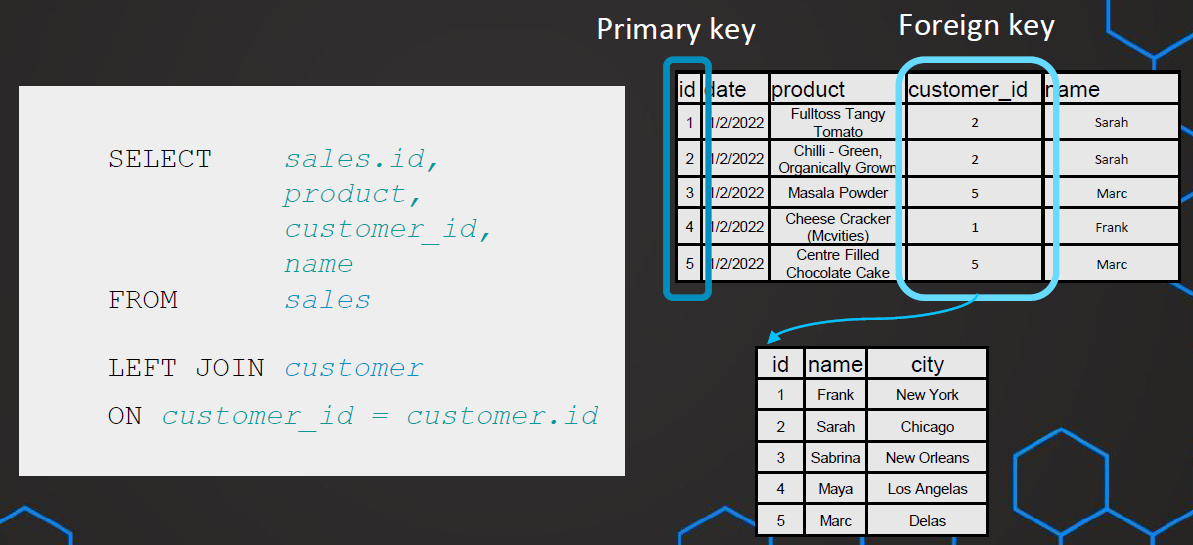 Primary key
Foreign key
SELECT sales.id,
product,
customer_id,
name
FROM sales
LEFT JOIN customer
ON customer_id = customer.id
id date product customer_id name
1 1/2/2022 Fulltoss Tangy Tomato 2 Sarah
2 1/2/2022 Chilli - Green, Organically Grown 2 Sarah
3 1/2/2022 Masala Powder 5 Marc
4 1/2/2022 Cheese Cracker (Mcvities) 1 Frank
5 1/2/2022 Centre Filled Chocolate Cake 5 Marc
id name city
1 Frank New York
2 Sarah Chicago
3 Sabrina New Orleans
4 Maya Los Angelas
5 Marc Delas